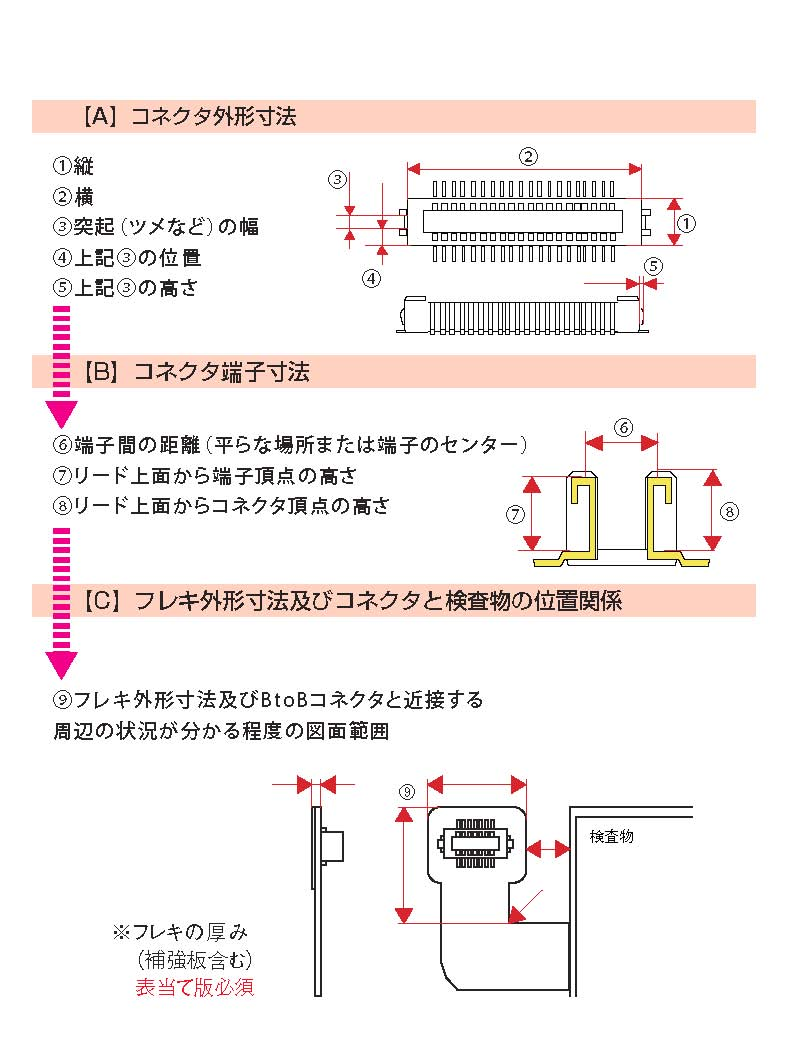 【A】コネクタ外形寸法
①縦
②横
③突起（ツメなど）の幅
④上記③の位置
⑤上記③の高さ
②
③
①
④
⑤
【B】コネクタ端子寸法
⑥端子間の距離（平らな場所または端子のセンター）
⑦リード上面から端子頂点の高さ
⑧リード上面からコネクタ頂点の高さ
⑥
⑦
⑧
【C】フレキ外形寸法及びコネクタと検査物の位置関係
⑨フレキ外形寸法及びBtoBコネクタと近接する
周辺の状況が分かる程度の図面範囲
⑨
検査物
※フレキの厚み
（補強板含む）
表当て版必須